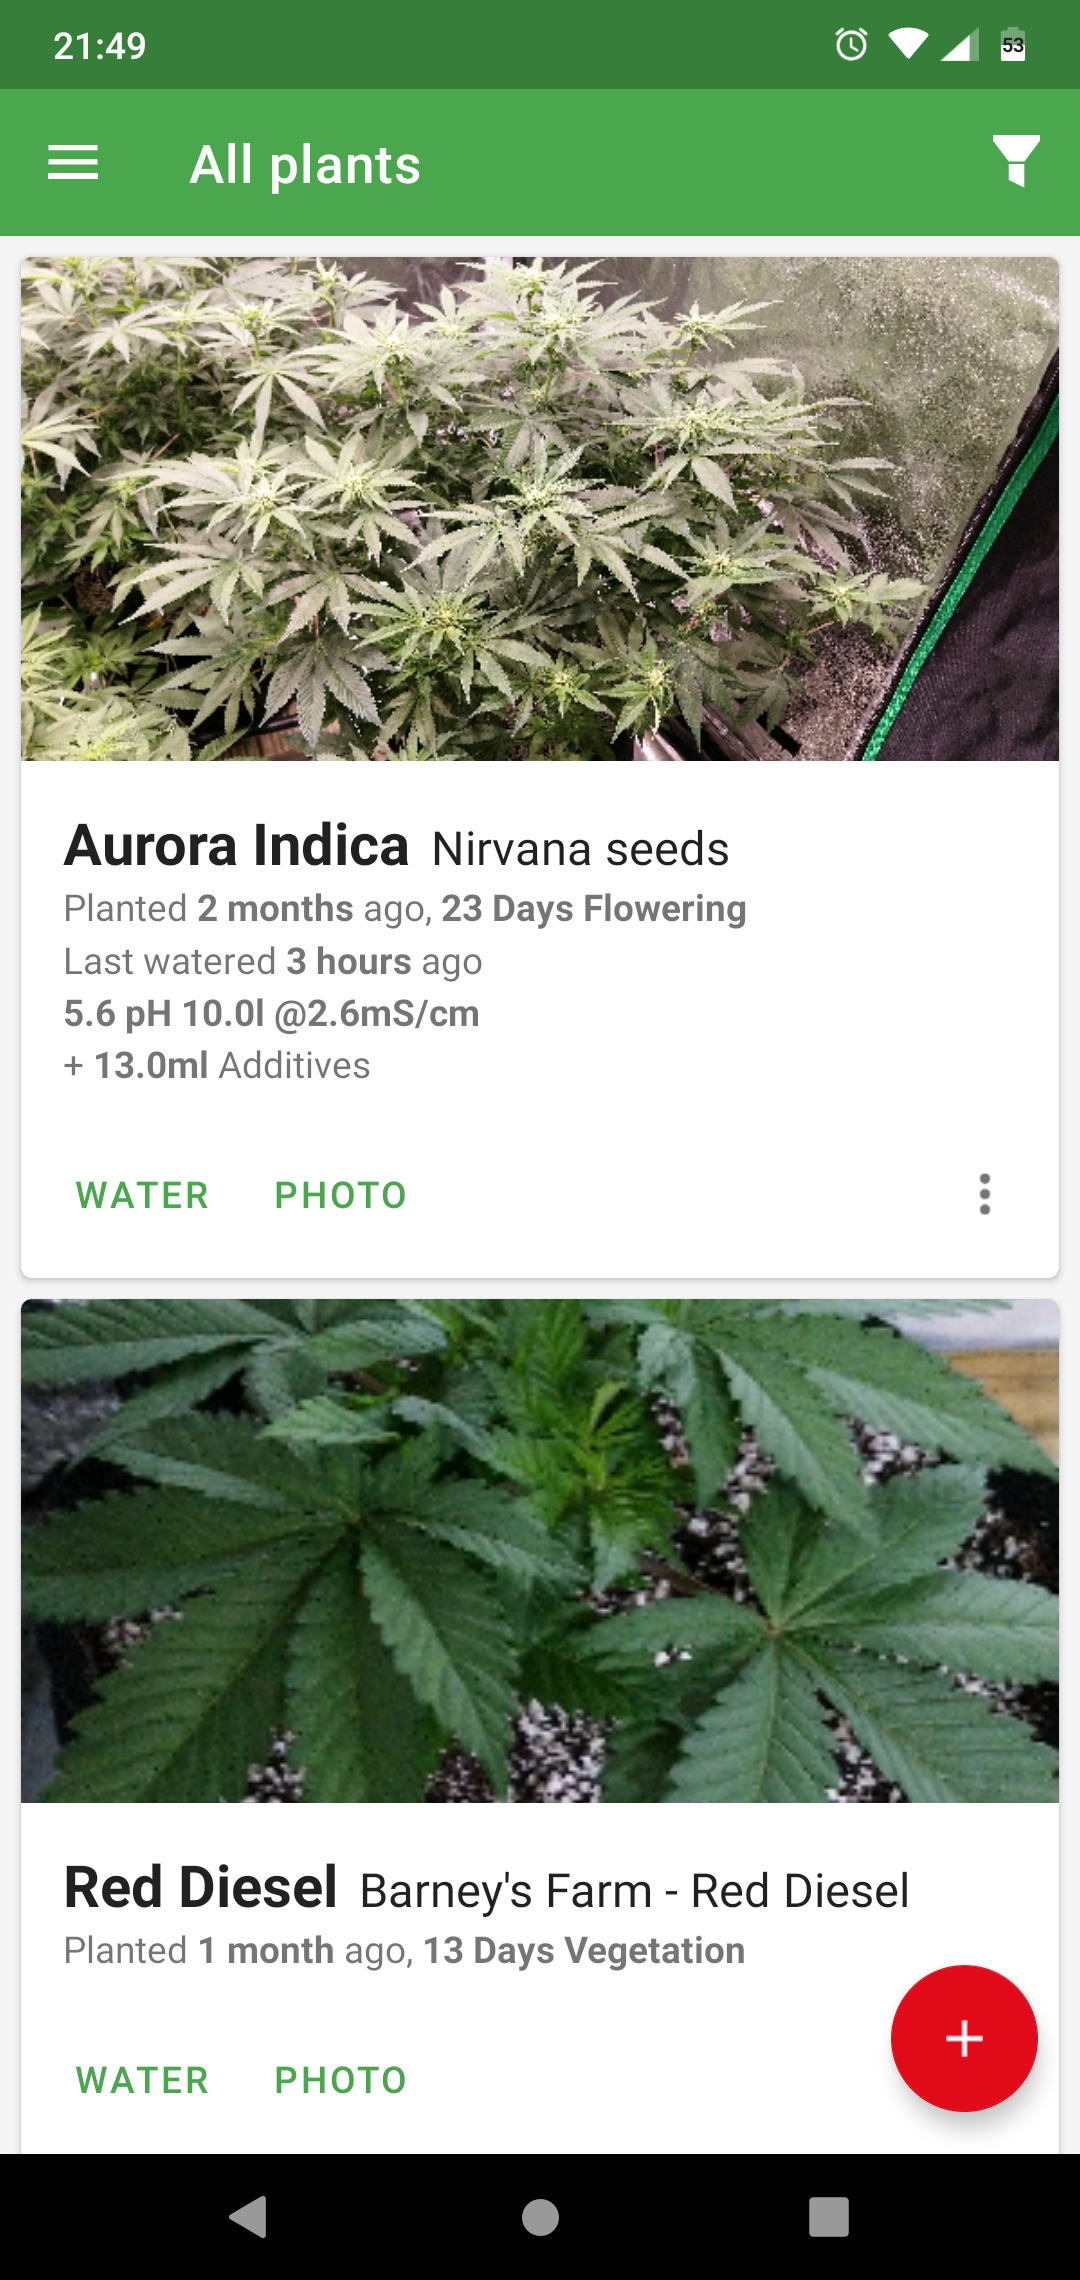 21:49 53
All plants
Aurora Indica Nirvana seeds
Planted 2 months ago, 23 Days Flowering
Last watered 3 hours ago
5.6 pH 10.0l @2.6mS/cm
+ 13.0ml Additives
WATER PHOTO
Red Diesel Barney's Farm - Red Diesel
Planted 1 month ago, 13 Days Vegetation
WATER PHOTO